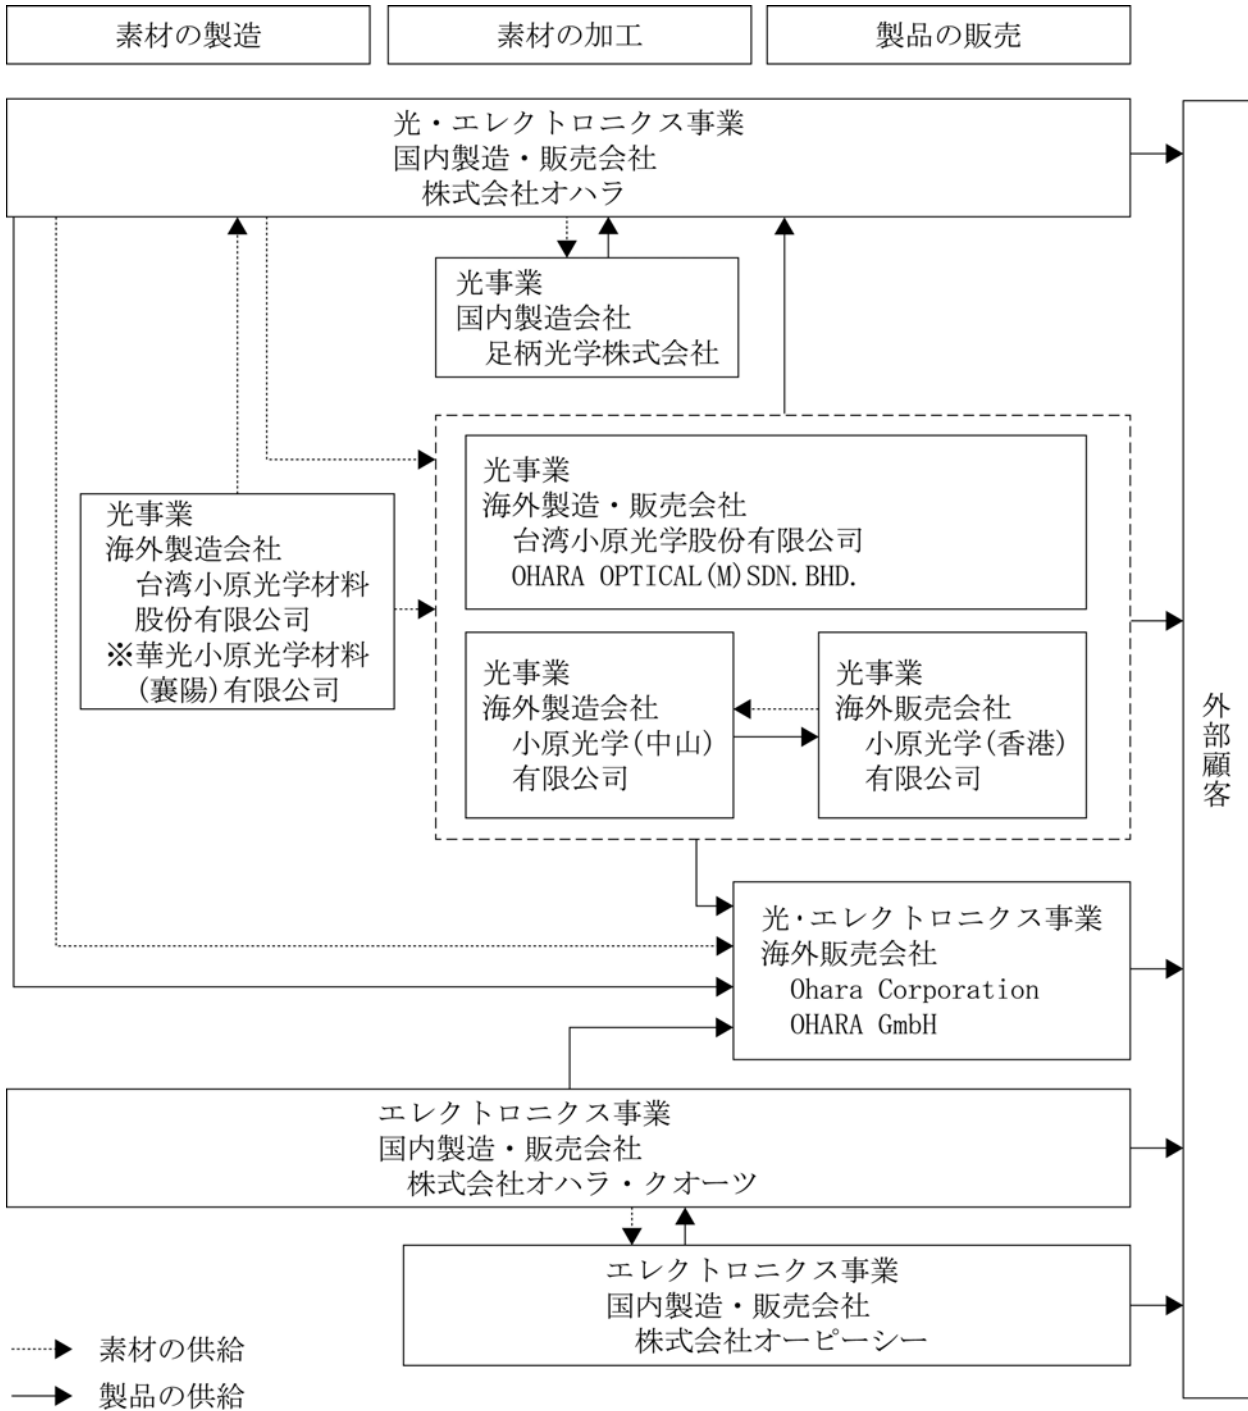 素材の製造
素材の加工
製品の販売
光・エレクトロニクス事業
国内製造・販売会社
株式会社オハラ
光事業
国内製造会社
足柄光学株式会社
光事業
海外製造・販売会社
台湾小原光学股份有限公司
OHARA OPTICAL(M)SDN.BHD.
光事業
海外製造会社
台湾小原光学材料
股份有限公司
※華光小原光学材料
(襄陽)有限公司
光事業
海外製造会社
小原光学(中山)
有限公司
光事業
海外販売会社
小原光学(香港)
有限公司
外部顧客
光・エレクトロニクス事業
海外販売会社
Ohara Corporation
OHARA GmbH
エレクトロニクス事業
国内製造・販売会社
株式会社オハラ・クオーツ
エレクトロニクス事業
国内製造・販売会社
株式会社オーピーシー
素材の供給
製品の供給